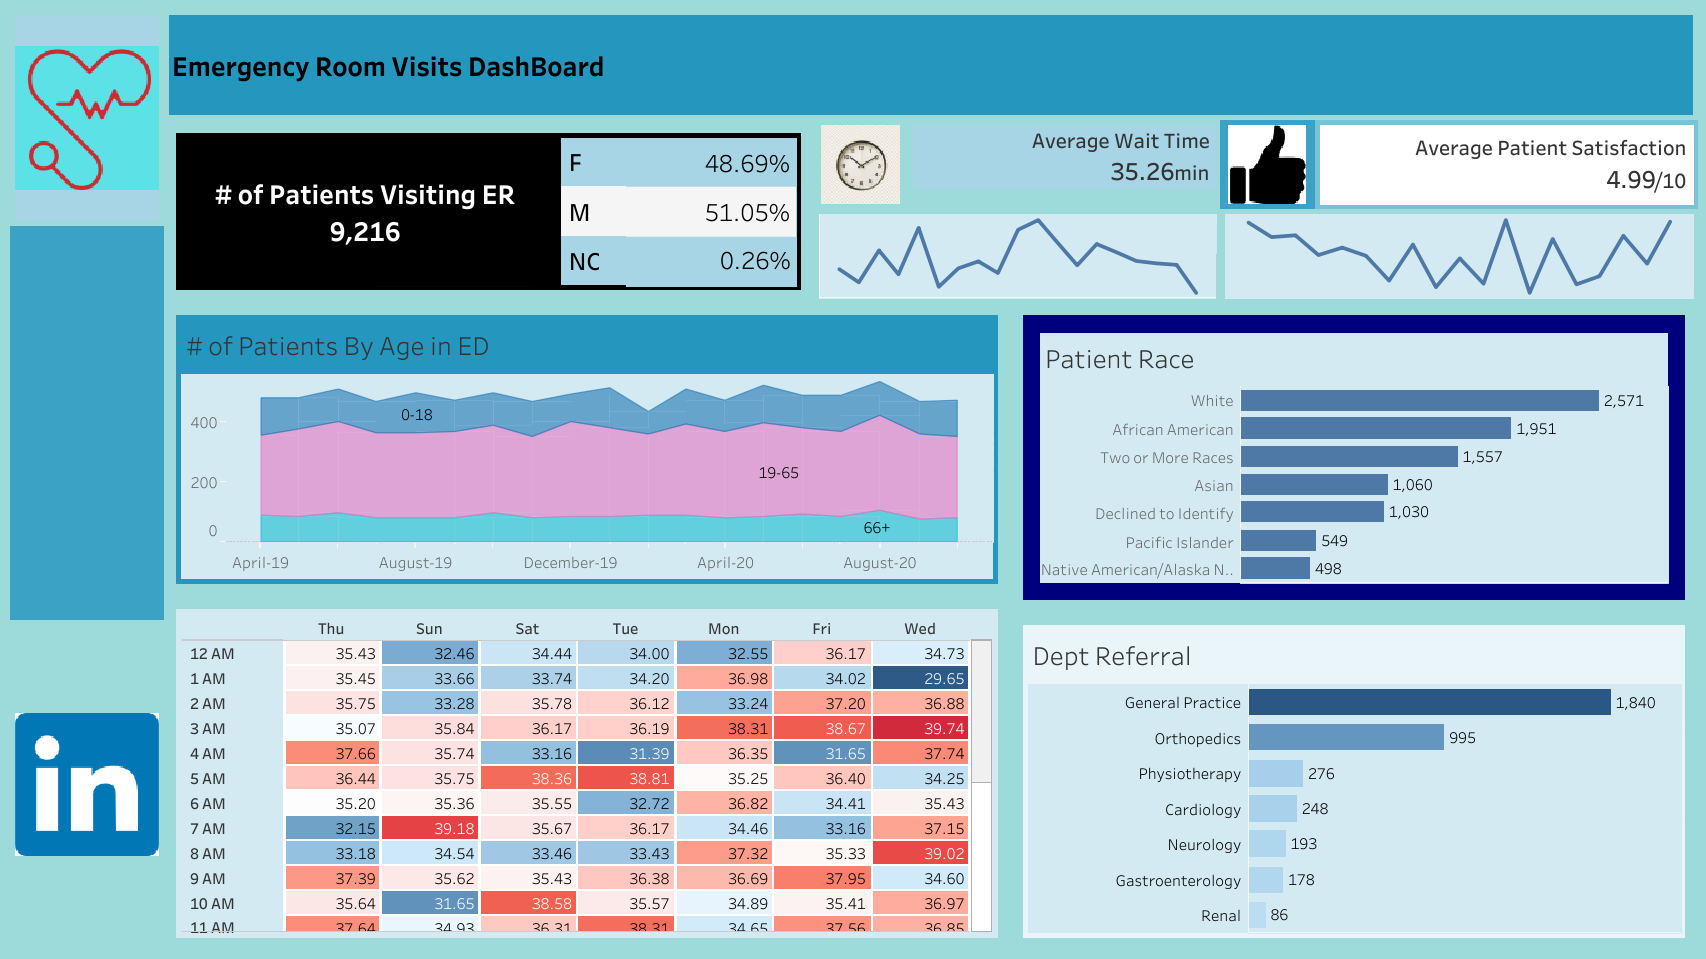 Emergency Room Visits DashBoard
# of Patients Visiting ER
9,216
F 48.69%
M 51.05%
NC 0.26%
Average Wait Time
35.26min
Average Patient Satisfaction
4.99/10
# of Patients By Age in ED
400
200
0
0-18
19-65
66+
April-19 August-19 December-19 April-20 August-20
Patient Race
White 2,571
African American 1,951
Two or More Races 1,557
Asian 1,060
Declined to Identify 1,030
Pacific Islander 549
Native American/Alaska N.. 498
Thu Sun Sat Tue Mon Fri Wed
12 AM 35.43 32.46 34.44 34.00 32.55 36.17 34.73
1 AM 35.45 33.66 33.74 34.20 36.98 34.02 29.65
2 AM 35.75 33.28 35.78 36.12 33.24 37.20 36.88
3 AM 35.07 35.84 36.17 36.19 38.31 38.67 39.74
4 AM 37.66 35.74 33.16 31.39 36.35 31.65 37.74
5 AM 36.44 35.75 38.36 38.81 35.25 36.40 34.25
6 AM 35.20 35.36 35.55 32.72 36.82 34.41 35.43
7 AM 32.15 39.18 35.67 36.17 34.46 33.16 37.15
8 AM 33.18 34.54 33.46 33.43 37.32 35.33 39.02
9 AM 37.39 35.62 35.43 36.38 36.69 37.95 34.60
10 AM 35.64 31.65 38.58 35.57 34.89 35.41 36.97
11 AM 37.64 34.93 36.31 38.31 34.65 37.56 36.85
Dept Referral
General Practice 1,840
Orthopedics 995
Physiotherapy 276
Cardiology 248
Neurology 193
Gastroenterology 178
Renal 86
in